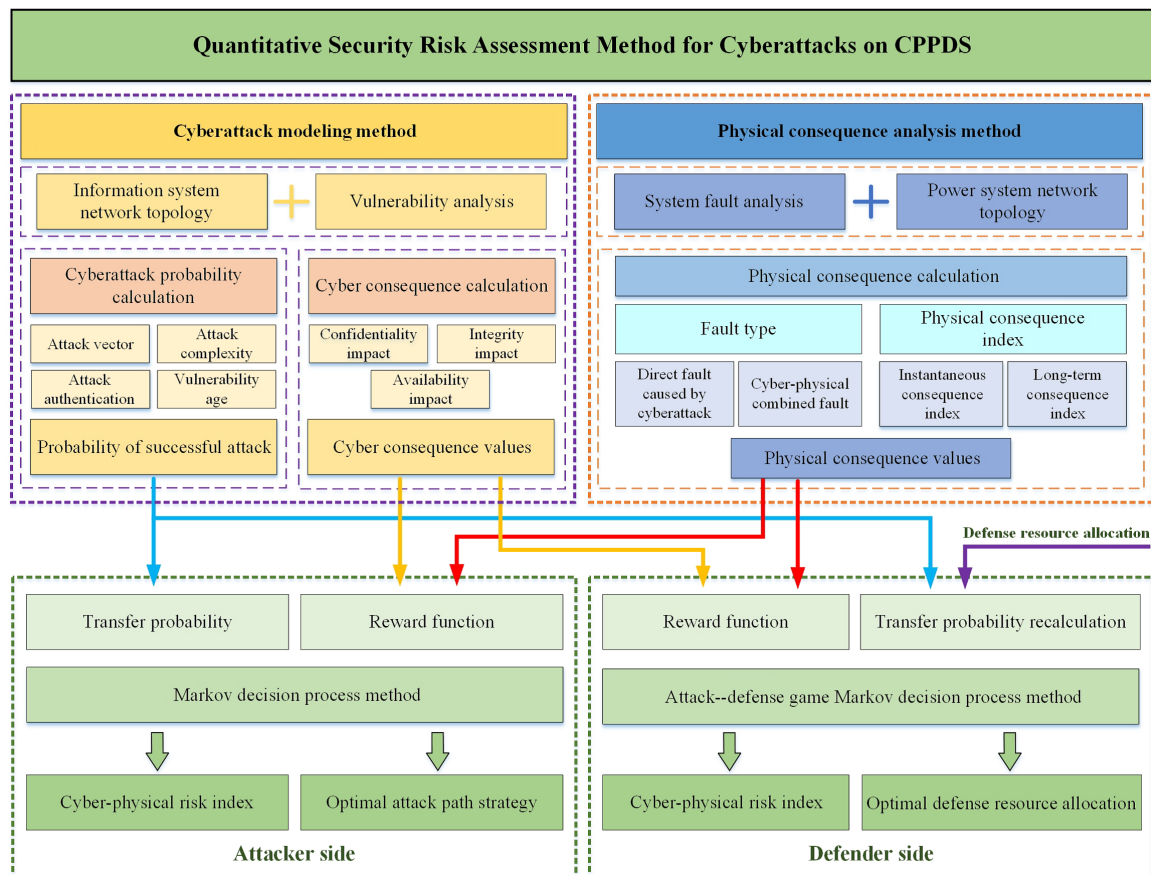 Quantitative Security Risk Assessment Method for Cyberattacks on CPPDS
Cyberattack modeling method
Information system
network topology
Vulnerability analysis
Cyberattack probability
calculation
Cyber consequence calculation
Attack vector
Attack
complexity
Confidentiality
impact
Integrity
impact
Attack
authentication
Vulnerability
age
Availability
impact
Probability of successful attack
Cyber consequence values
Physical consequence analysis method
System fault analysis
Power system network
topology
Physical consequence calculation
Fault type
Physical consequence
index
Direct fault
caused by
cyberattack
Cyber-physical
combined fault
Instantaneous
consequence
index
Long-term
consequence
index
Physical consequence values
Defense resource allocation
Transfer probability
Reward function
Markov decision process method
Cyber-physical risk index
Optimal attack path strategy
Attacker side
Reward function
Transfer probability recalculation
Attack--defense game Markov decision process method
Cyber-physical risk index
Optimal defense resource allocation
Defender side